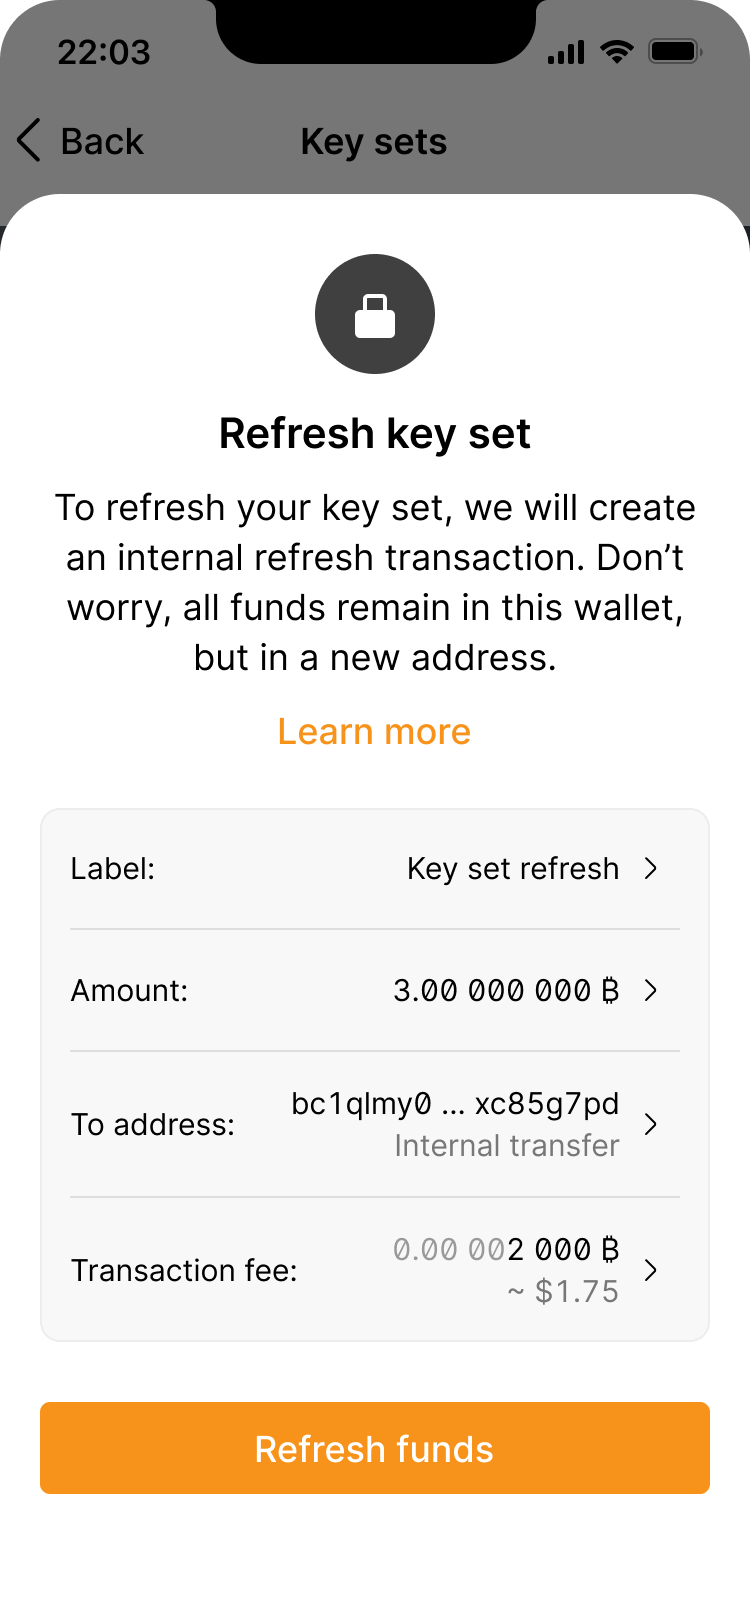 22:03
Back
Key sets
Refresh key set
To refresh your key set, we will create
an internal refresh transaction. Don’t
worry, all funds remain in this wallet,
but in a new address.
Learn more
Label:
Key set refresh
Amount:
3.00 000 000 ₿
To address:
bc1qlmy0 ... xc85g7pd
Internal transfer
Transaction fee:
0.00 002 000 ₿
~ $1.75
Refresh funds